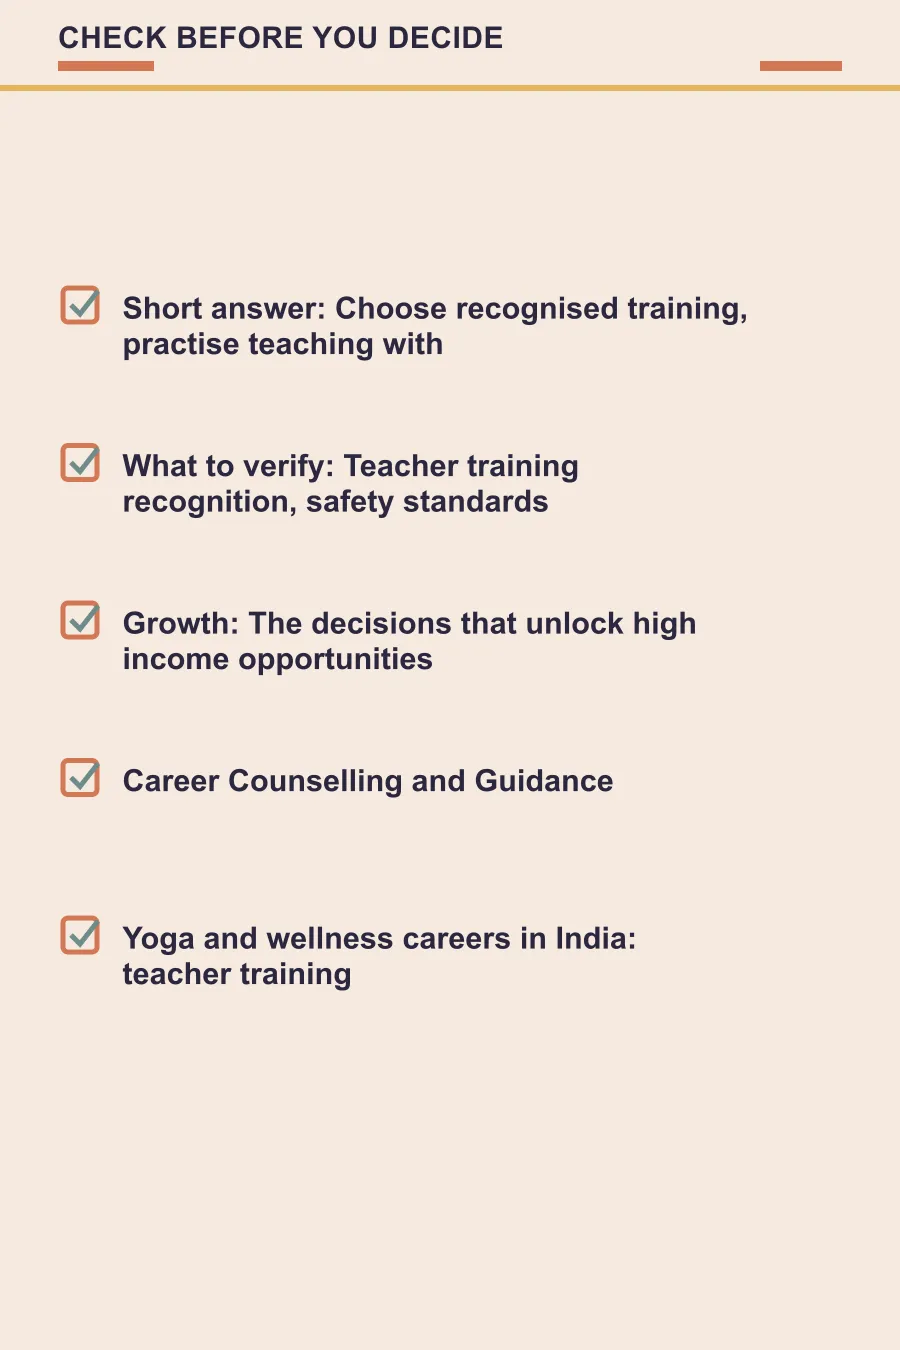 CHECK BEFORE YOU DECIDE
Short answer: Choose recognised training,
practise teaching with
What to verify: Teacher training
recognition, safety standards
Growth: The decisions that unlock high
income opportunities
Career Counselling and Guidance
Yoga and wellness careers in India:
teacher training